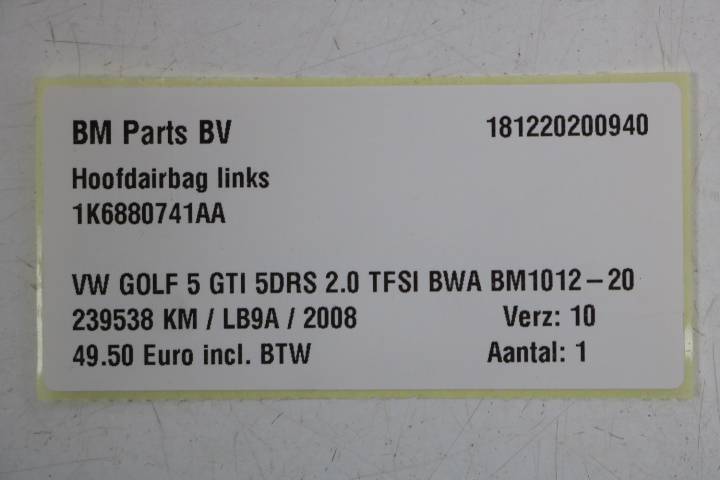 BM Parts BV 181220200940
Hoofdairbag links
1K6880741AA
VW GOLF 5 GTI 5DRS 2.0 TFSI BWA BM1012-20
239538 KM / LB9A / 2008 Verz: 10
49.50 Euro incl. BTW Aantal: 1